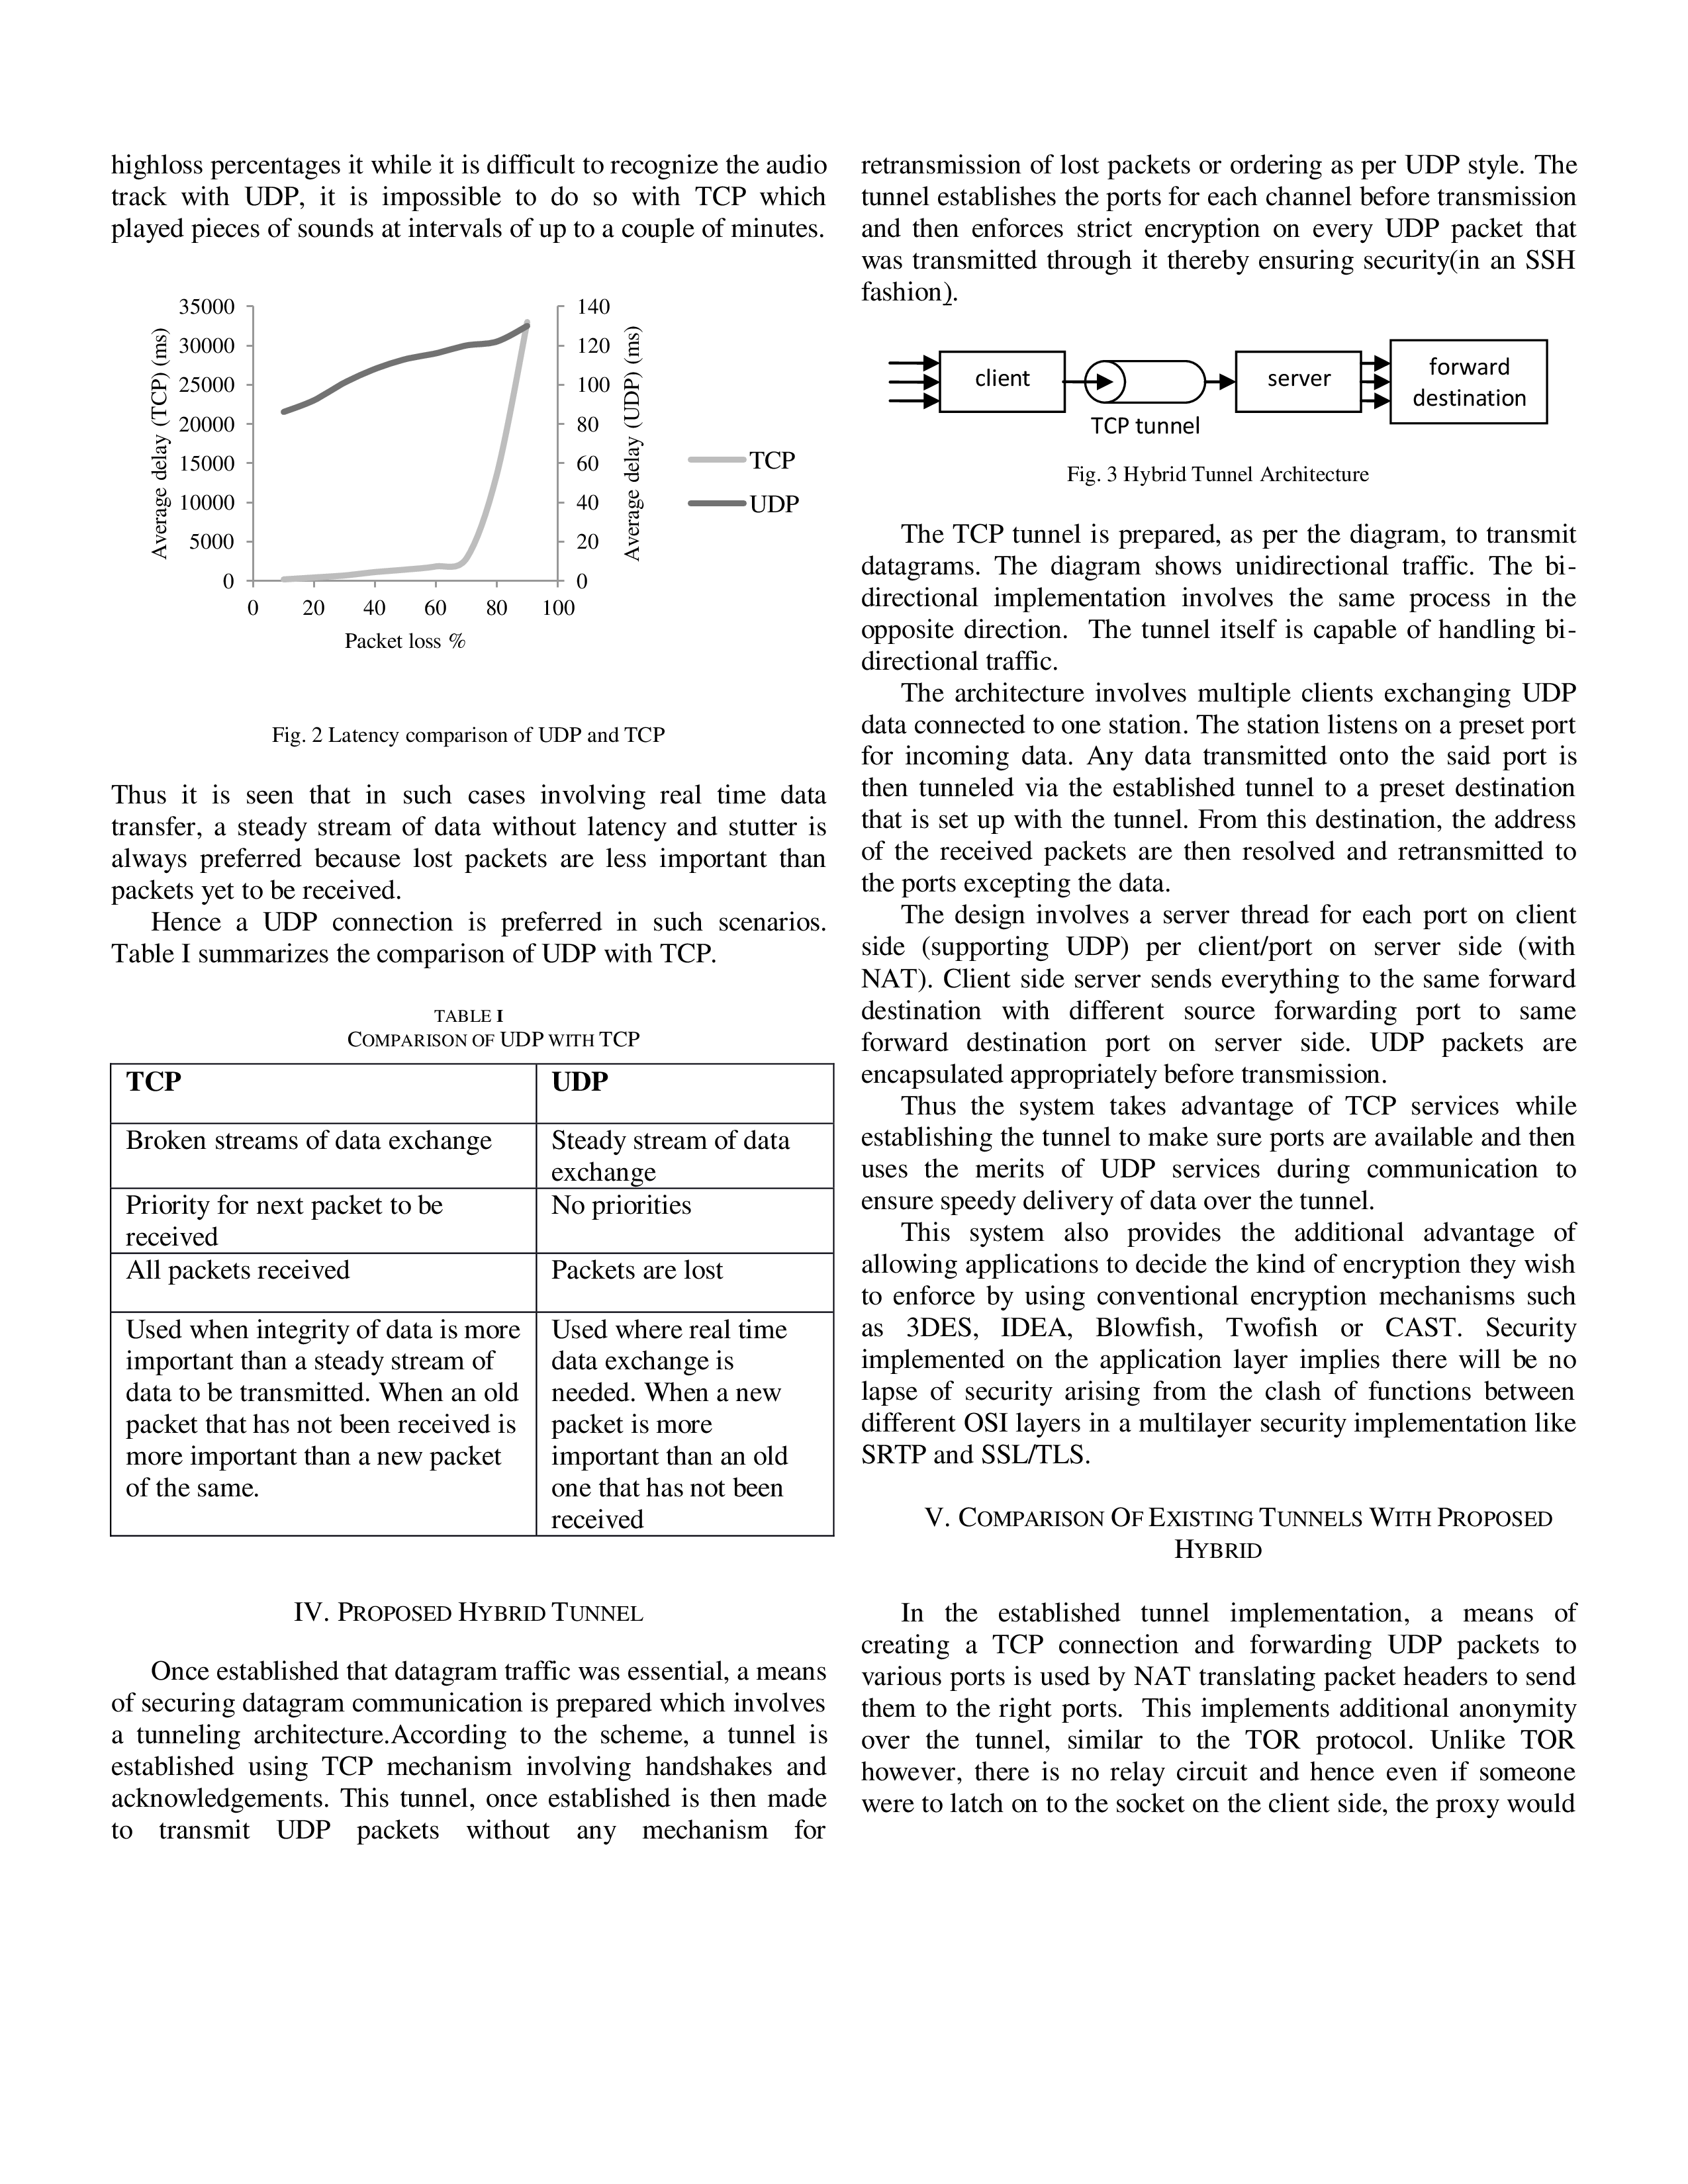 highloss percentages it while it is difficult to recognize the audio
track with UDP, it is impossible to do so with TCP which
played pieces of sounds at intervals of up to a couple of minutes.
35000
30000
25000
20000
15000
10000
5000
0
Average delay (TCP) (ms)
140
120
100
80
60
40
20
0
Average delay (UDP) (ms)
0 20 40 60 80 100
Packet loss %
TCP
UDP
Fig. 2 Latency comparison of UDP and TCP
Thus it is seen that in such cases involving real time data
transfer, a steady stream of data without latency and stutter is
always preferred because lost packets are less important than
packets yet to be received.
Hence a UDP connection is preferred in such scenarios.
Table I summarizes the comparison of UDP with TCP.
TABLE I
COMPARISON OF UDP WITH TCP
TCP
UDP
Broken streams of data exchange
Steady stream of data
exchange
Priority for next packet to be
received
No priorities
All packets received
Packets are lost
Used when integrity of data is more
important than a steady stream of
data to be transmitted. When an old
packet that has not been received is
more important than a new packet
of the same.
Used where real time
data exchange is
needed. When a new
packet is more
important than an old
one that has not been
received
IV. PROPOSED HYBRID TUNNEL
Once established that datagram traffic was essential, a means
of securing datagram communication is prepared which involves
a tunneling architecture.According to the scheme, a tunnel is
established using TCP mechanism involving handshakes and
acknowledgements. This tunnel, once established is then made
to transmit UDP packets without any mechanism for
retransmission of lost packets or ordering as per UDP style. The
tunnel establishes the ports for each channel before transmission
and then enforces strict encryption on every UDP packet that
was transmitted through it thereby ensuring security(in an SSH
fashion).
client
TCP tunnel
server
forward
destination
Fig. 3 Hybrid Tunnel Architecture
The TCP tunnel is prepared, as per the diagram, to transmit
datagrams. The diagram shows unidirectional traffic. The bi-
directional implementation involves the same process in the
opposite direction. The tunnel itself is capable of handling bi-
directional traffic.
The architecture involves multiple clients exchanging UDP
data connected to one station. The station listens on a preset port
for incoming data. Any data transmitted onto the said port is
then tunneled via the established tunnel to a preset destination
that is set up with the tunnel. From this destination, the address
of the received packets are then resolved and retransmitted to
the ports excepting the data.
The design involves a server thread for each port on client
side (supporting UDP) per client/port on server side (with
NAT). Client side server sends everything to the same forward
destination with different source forwarding port to same
forward destination port on server side. UDP packets are
encapsulated appropriately before transmission.
Thus the system takes advantage of TCP services while
establishing the tunnel to make sure ports are available and then
uses the merits of UDP services during communication to
ensure speedy delivery of data over the tunnel.
This system also provides the additional advantage of
allowing applications to decide the kind of encryption they wish
to enforce by using conventional encryption mechanisms such
as 3DES, IDEA, Blowfish, Twofish or CAST. Security
implemented on the application layer implies there will be no
lapse of security arising from the clash of functions between
different OSI layers in a multilayer security implementation like
SRTP and SSL/TLS.
V. COMPARISON OF EXISTING TUNNELS WITH PROPOSED
HYBRID
In the established tunnel implementation, a means of
creating a TCP connection and forwarding UDP packets to
various ports is used by NAT translating packet headers to send
them to the right ports. This implements additional anonymity
over the tunnel, similar to the TOR protocol. Unlike TOR
however, there is no relay circuit and hence even if someone
were to latch on to the socket on the client side, the proxy would